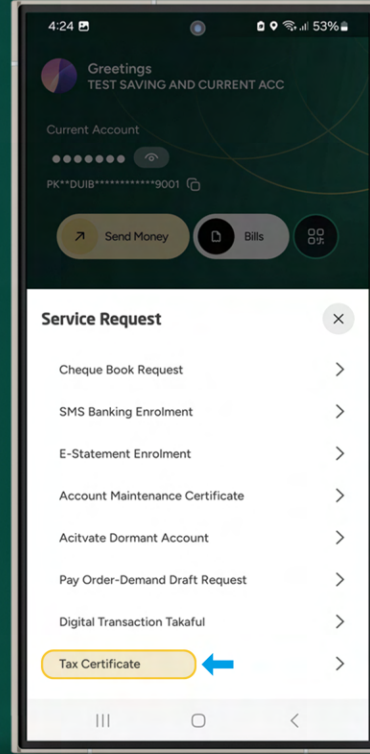 4:24 53%
Greetings
TEST SAVING AND CURRENT ACC
Current Account
PK**DUIB************9001
Send Money Bills
Service Request
Cheque Book Request
SMS Banking Enrolment
E-Statement Enrolment
Account Maintenance Certificate
Acitvate Dormant Account
Pay Order-Demand Draft Request
Digital Transaction Takaful
Tax Certificate